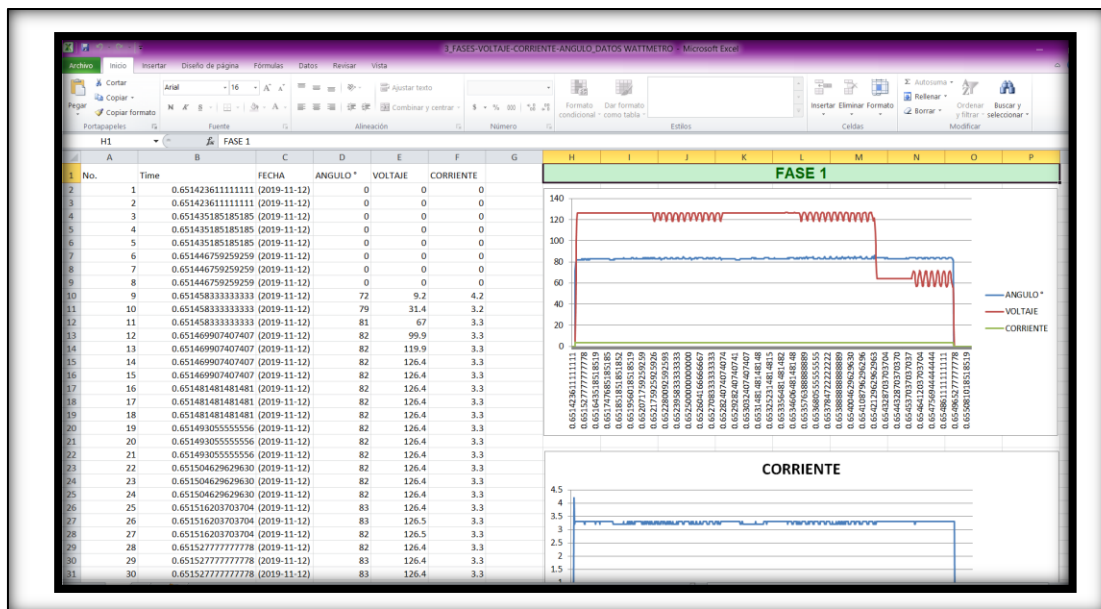 3_FASES-VOLTAJE-CORRIENTE-ANGULO_DATOS WATTMETRO - Microsoft Excel
Archivo Inicio Insertar Diseño de página Fórmulas Datos Revisar Vista
Cortar
Copiar
Copiar formato
Pegar
Arial 16
Ajustar texto
Combinar y centrar
Formato condicional
Dar formato como tabla
Insertar Eliminar Formato
Autosuma
Rellenar
Borrar
Ordenar y filtrar
Buscar y seleccionar
Portapapeles Fuente Alineación Número Estilos Celdas Modificar
H1 fx FASE 1
A B C D E F G H I J K L M N O P
1 No. Time FECHA ANGULO ° VOLTAJE CORRIENTE
2 1 0.651423611111111 (2019-11-12) 0 0 0
3 2 0.651423611111111 (2019-11-12) 0 0 0
4 3 0.651435185185185 (2019-11-12) 0 0 0
5 4 0.651435185185185 (2019-11-12) 0 0 0
6 5 0.651435185185185 (2019-11-12) 0 0 0
7 6 0.651446759259259 (2019-11-12) 0 0 0
8 7 0.651446759259259 (2019-11-12) 0 0 0
9 8 0.651446759259259 (2019-11-12) 0 0 0
10 9 0.651458333333333 (2019-11-12) 72 9.2 4.2
11 10 0.651458333333333 (2019-11-12) 79 31.4 3.2
12 11 0.651458333333333 (2019-11-12) 81 67 3.3
13 12 0.651469907407407 (2019-11-12) 82 99.9 3.3
14 13 0.651469907407407 (2019-11-12) 82 119.9 3.3
15 14 0.651469907407407 (2019-11-12) 82 126.4 3.3
16 15 0.651469907407407 (2019-11-12) 82 126.4 3.3
17 16 0.651481481481481 (2019-11-12) 82 126.4 3.3
18 17 0.651481481481481 (2019-11-12) 82 126.4 3.3
19 18 0.651481481481481 (2019-11-12) 82 126.4 3.3
20 19 0.651493055555556 (2019-11-12) 82 126.4 3.3
21 20 0.651493055555556 (2019-11-12) 82 126.4 3.3
22 21 0.651493055555556 (2019-11-12) 82 126.4 3.3
23 22 0.651504629629630 (2019-11-12) 82 126.4 3.3
24 23 0.651504629629630 (2019-11-12) 82 126.4 3.3
25 24 0.651504629629630 (2019-11-12) 82 126.4 3.3
26 25 0.651516203703704 (2019-11-12) 83 126.4 3.3
27 26 0.651516203703704 (2019-11-12) 83 126.5 3.3
28 27 0.651516203703704 (2019-11-12) 83 126.5 3.3
29 28 0.651527777777778 (2019-11-12) 83 126.4 3.3
30 29 0.651527777777778 (2019-11-12) 83 126.4 3.3
31 30 0.651527777777778 (2019-11-12) 83 126.4 3.3
FASE 1
140
120
100
80
60
40
20
0
ANGULO °
VOLTAJE
CORRIENTE
CORRIENTE
4.5
4
3.5
3
2.5
2
1.5